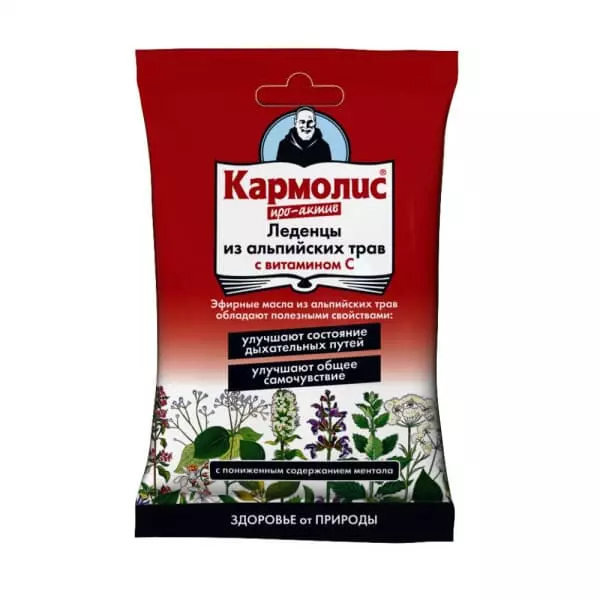 Кармолис®
про-актив
Леденцы
из альпийских трав
с витамином С
Эфирные масла из альпийских трав
обладают полезными свойствами:
улучшают состояние
дыхательных путей
улучшают общее
самочувствие
с пониженным содержанием ментола
ЗДОРОВЬЕ от ПРИРОДЫ